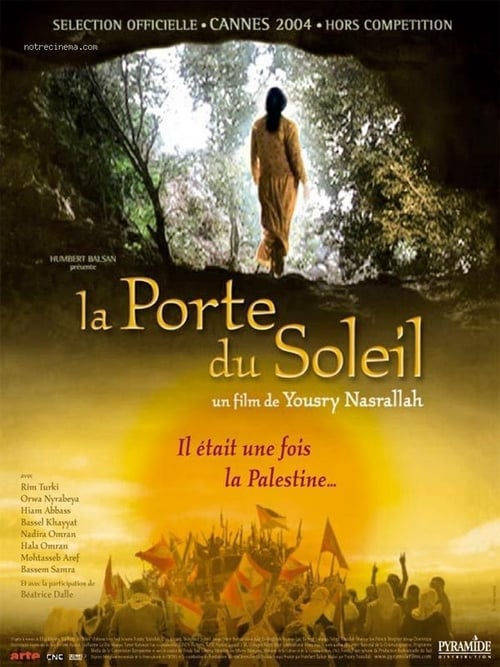 SELECTION OFFICIELLE • CANNES 2004 • HORS COMPETITION
notrecinema.com
HUMBERT BALSAN
présente
la Porte
du Soleil
un film de Yousry Nasrallah
Il était une fois
la Palestine...
avec
Rim Turki
Orwa Nyrabeya
Hiam Abbass
Bassel Khayyat
Nadira Omran
Hala Omran
Mohtasseb Aref
Bassem Samra
Et avec la participation de
Béatrice Dalle
arte CNC
PYRAMIDE
DISTRIBUTION